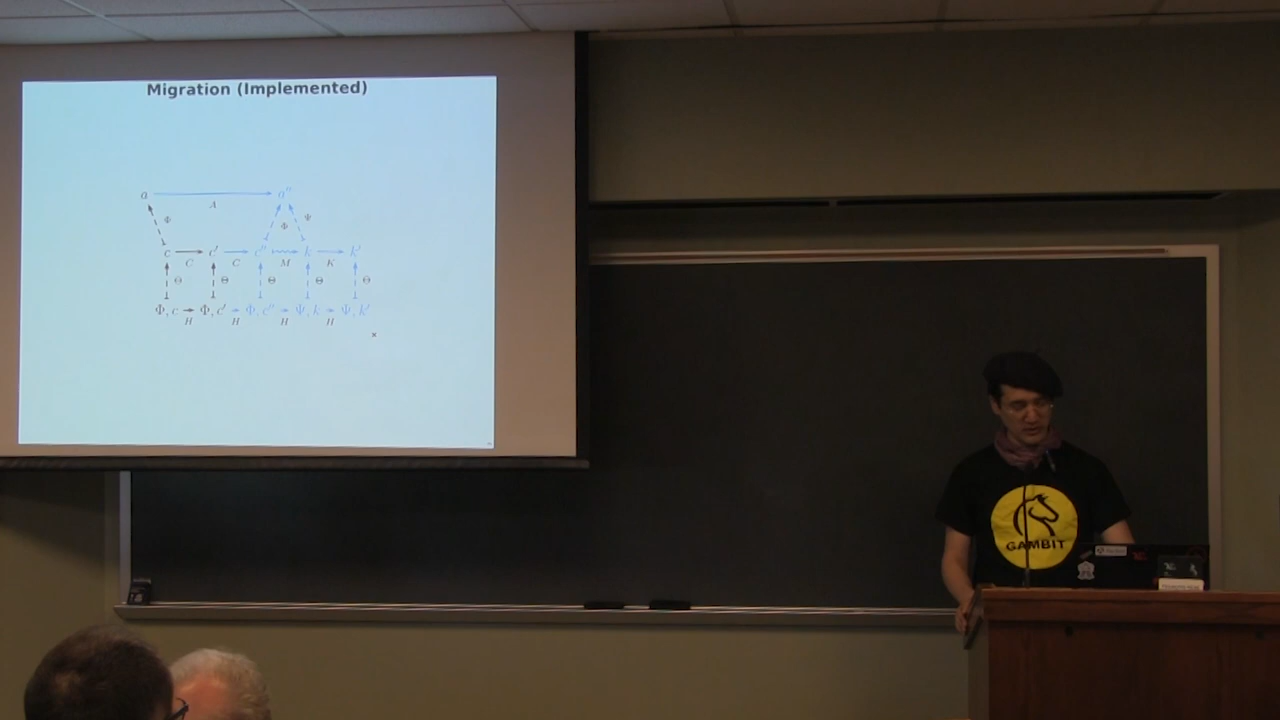 Migration (Implemented)
a A a″
Φ Φ Ψ
c C c′ C c″ M k K k′
Θ Θ Θ Θ Θ
Φ, c H Φ, c′ H Φ, c″ H Ψ, k H Ψ, k′
GAMBIT